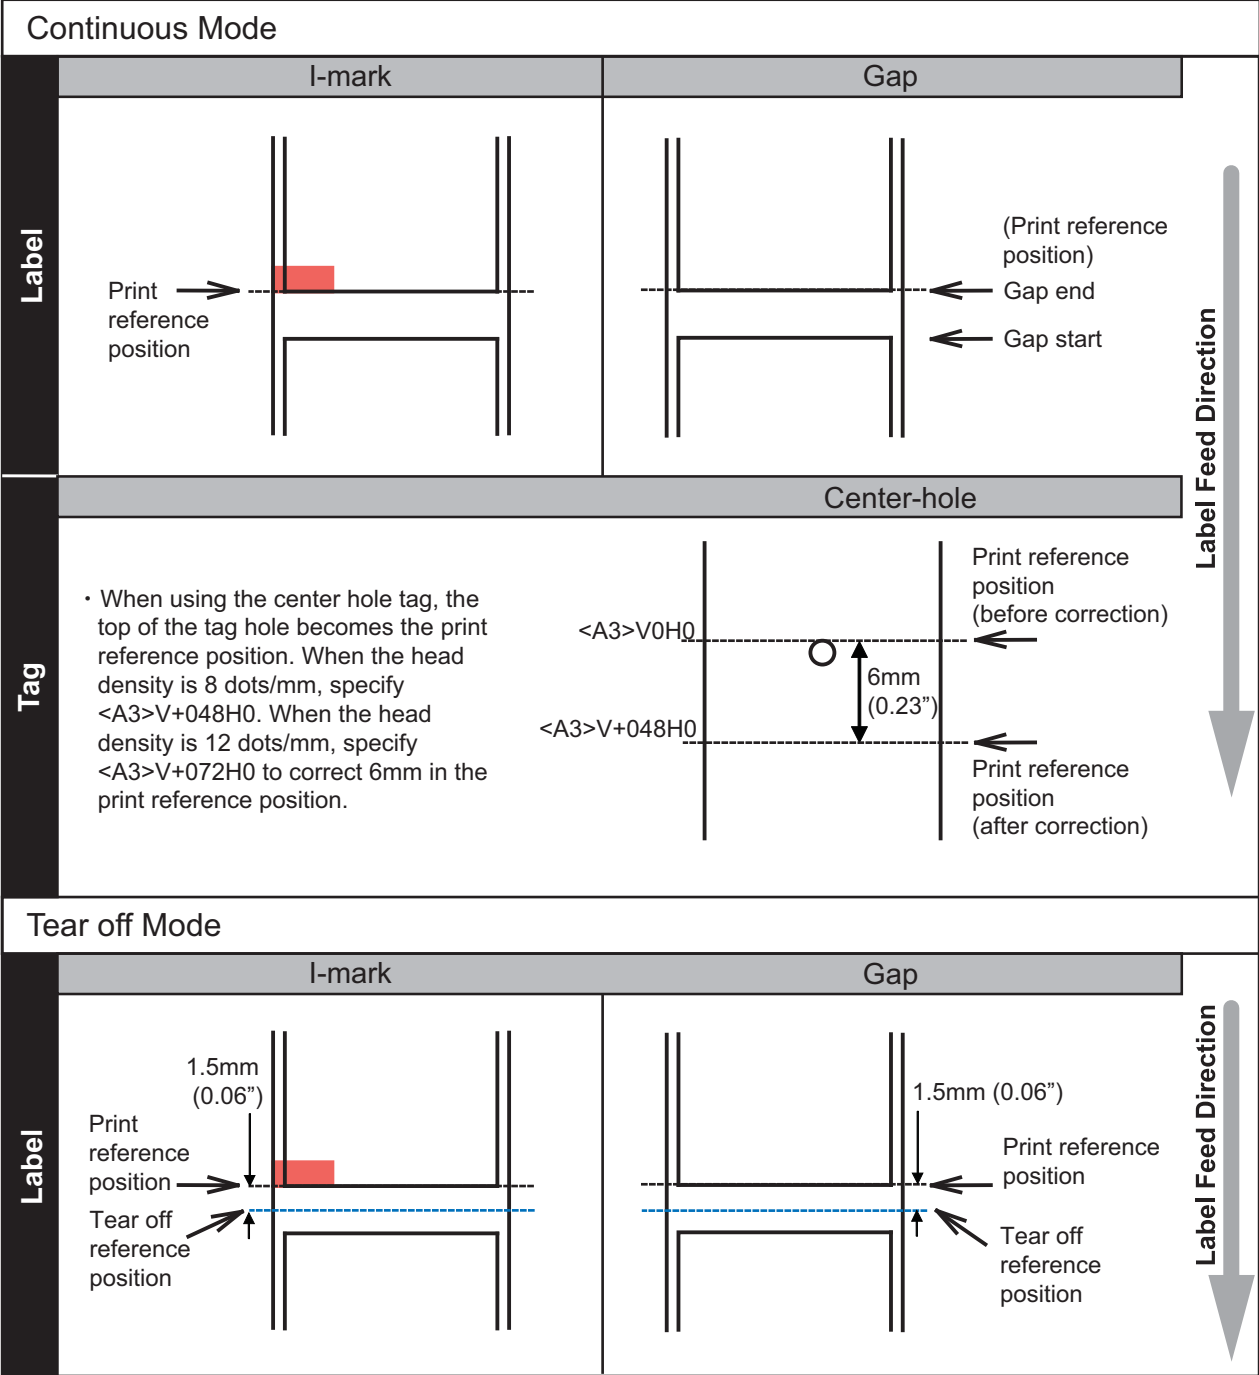 Continuous Mode
I-mark
Gap
Label
Print
reference
position
(Print reference
position)
Gap end
Gap start
Label Feed Direction
Center-hole
Tag
・When using the center hole tag, the
top of the tag hole becomes the print
reference position. When the head
density is 8 dots/mm, specify
<A3>V+048H0. When the head
density is 12 dots/mm, specify
<A3>V+072H0 to correct 6mm in the
print reference position.
<A3>V0H0
<A3>V+048H0
6mm
(0.23”)
Print reference
position
(before correction)
Print reference
position
(after correction)
Tear off Mode
I-mark
Gap
Label
1.5mm
(0.06”)
Print
reference
position
Tear off
reference
position
1.5mm (0.06”)
Print reference
position
Tear off
reference
position
Label Feed Direction